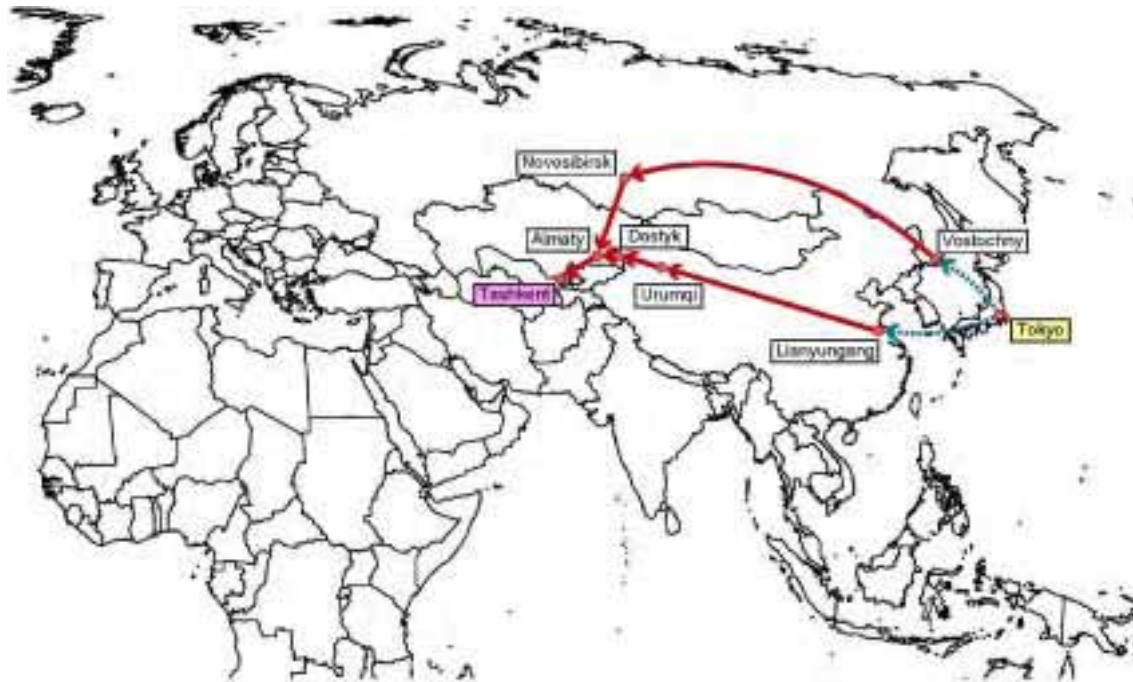 Novosibirsk
Almaty
Dostyk
Vostochny
Tashkent
Urumqi
Tokyo
Lianyungang